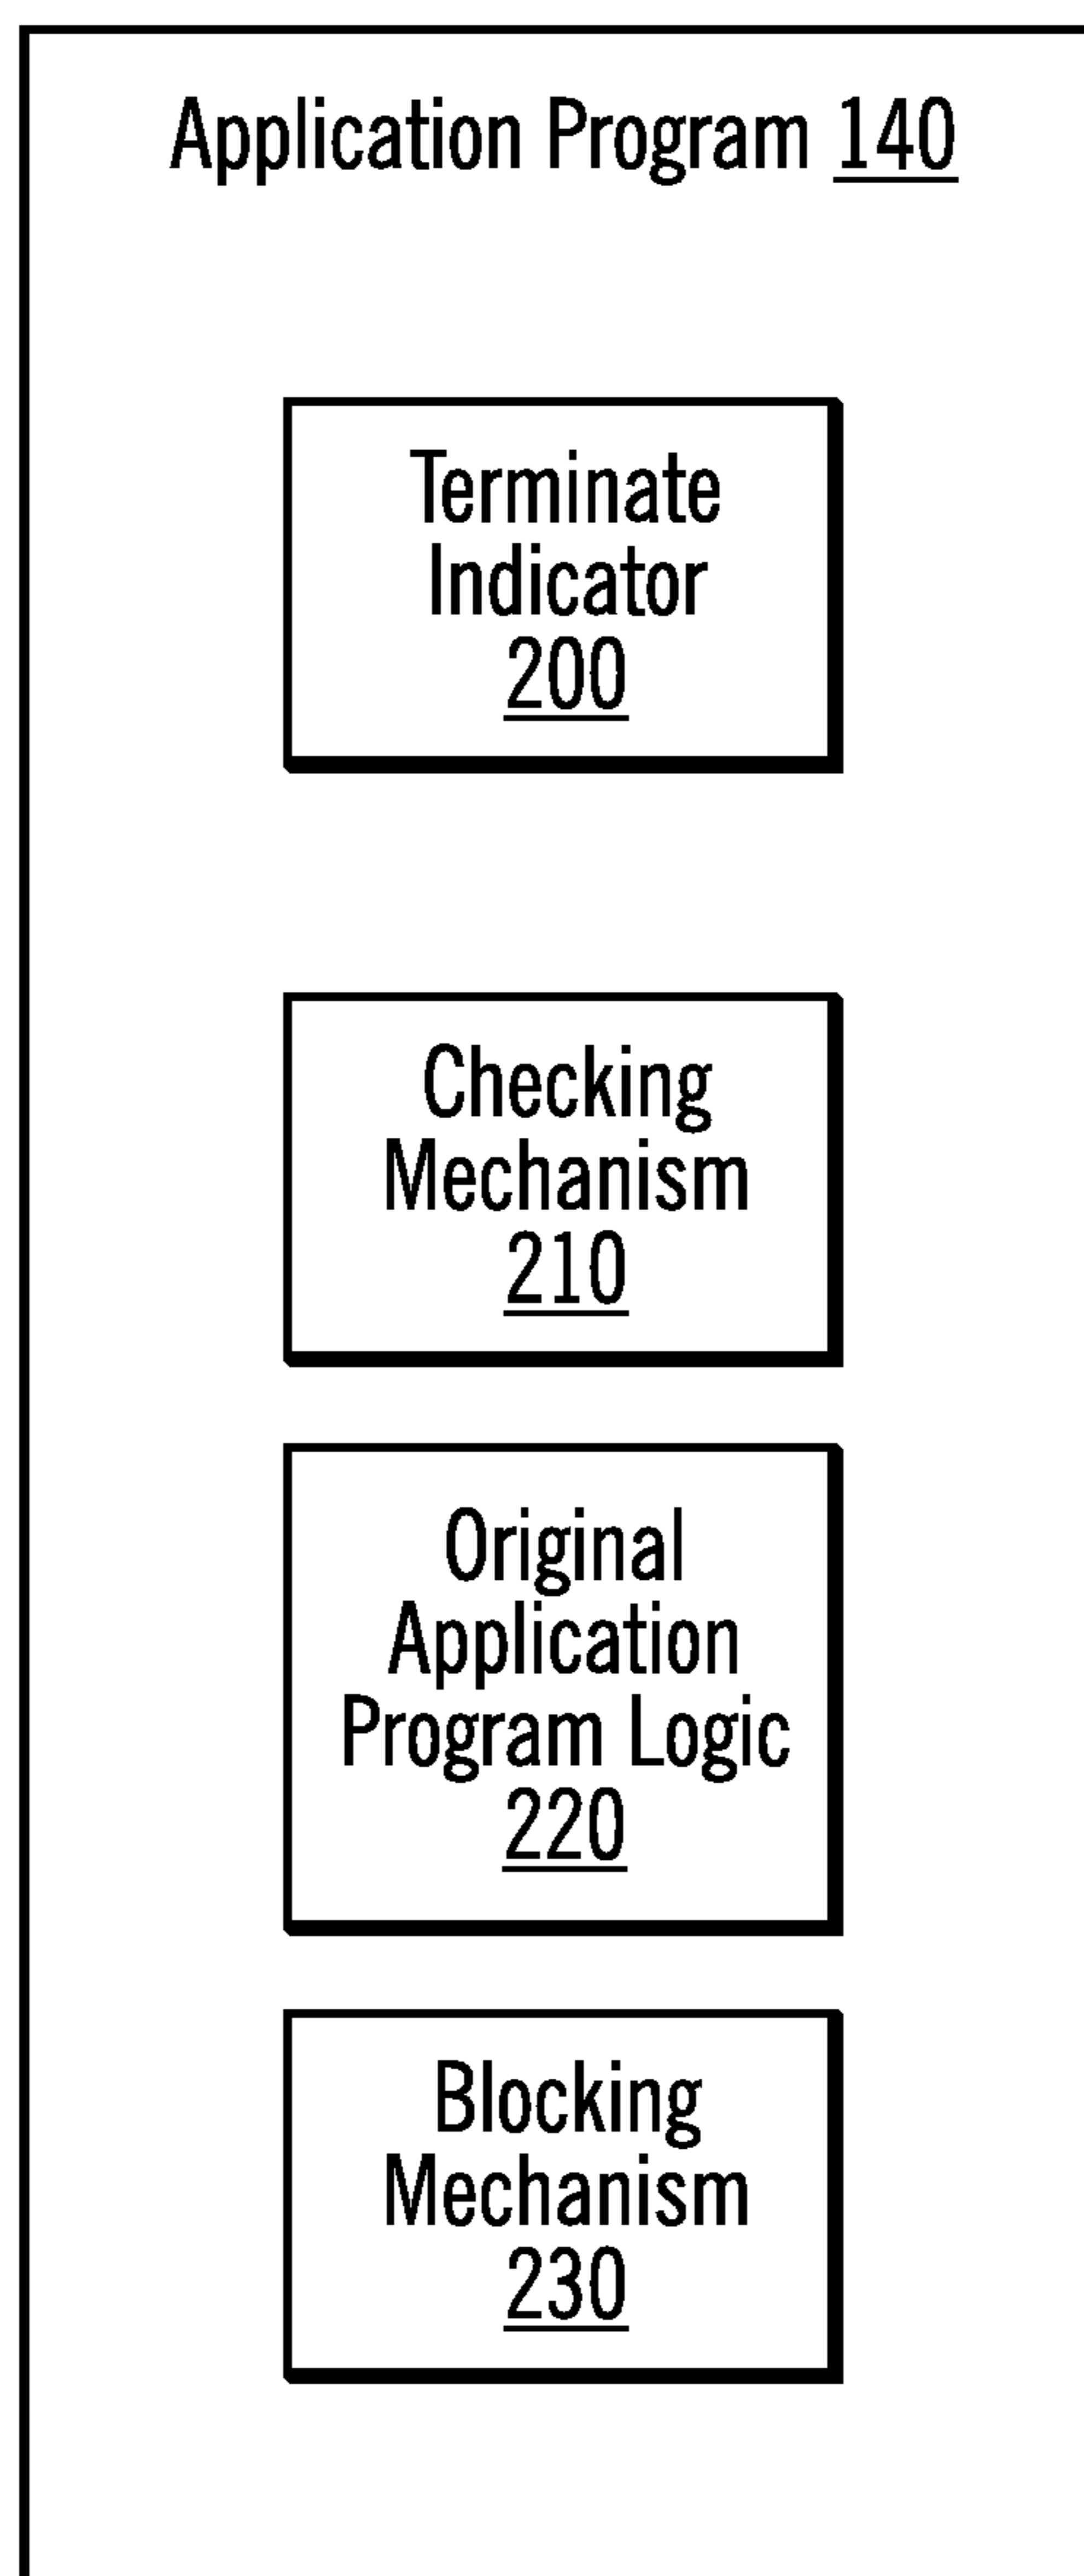 Application Program 140
Terminate
Indicator
200
Checking
Mechanism
210
Original
Application
Program Logic
220
Blocking
Mechanism
230